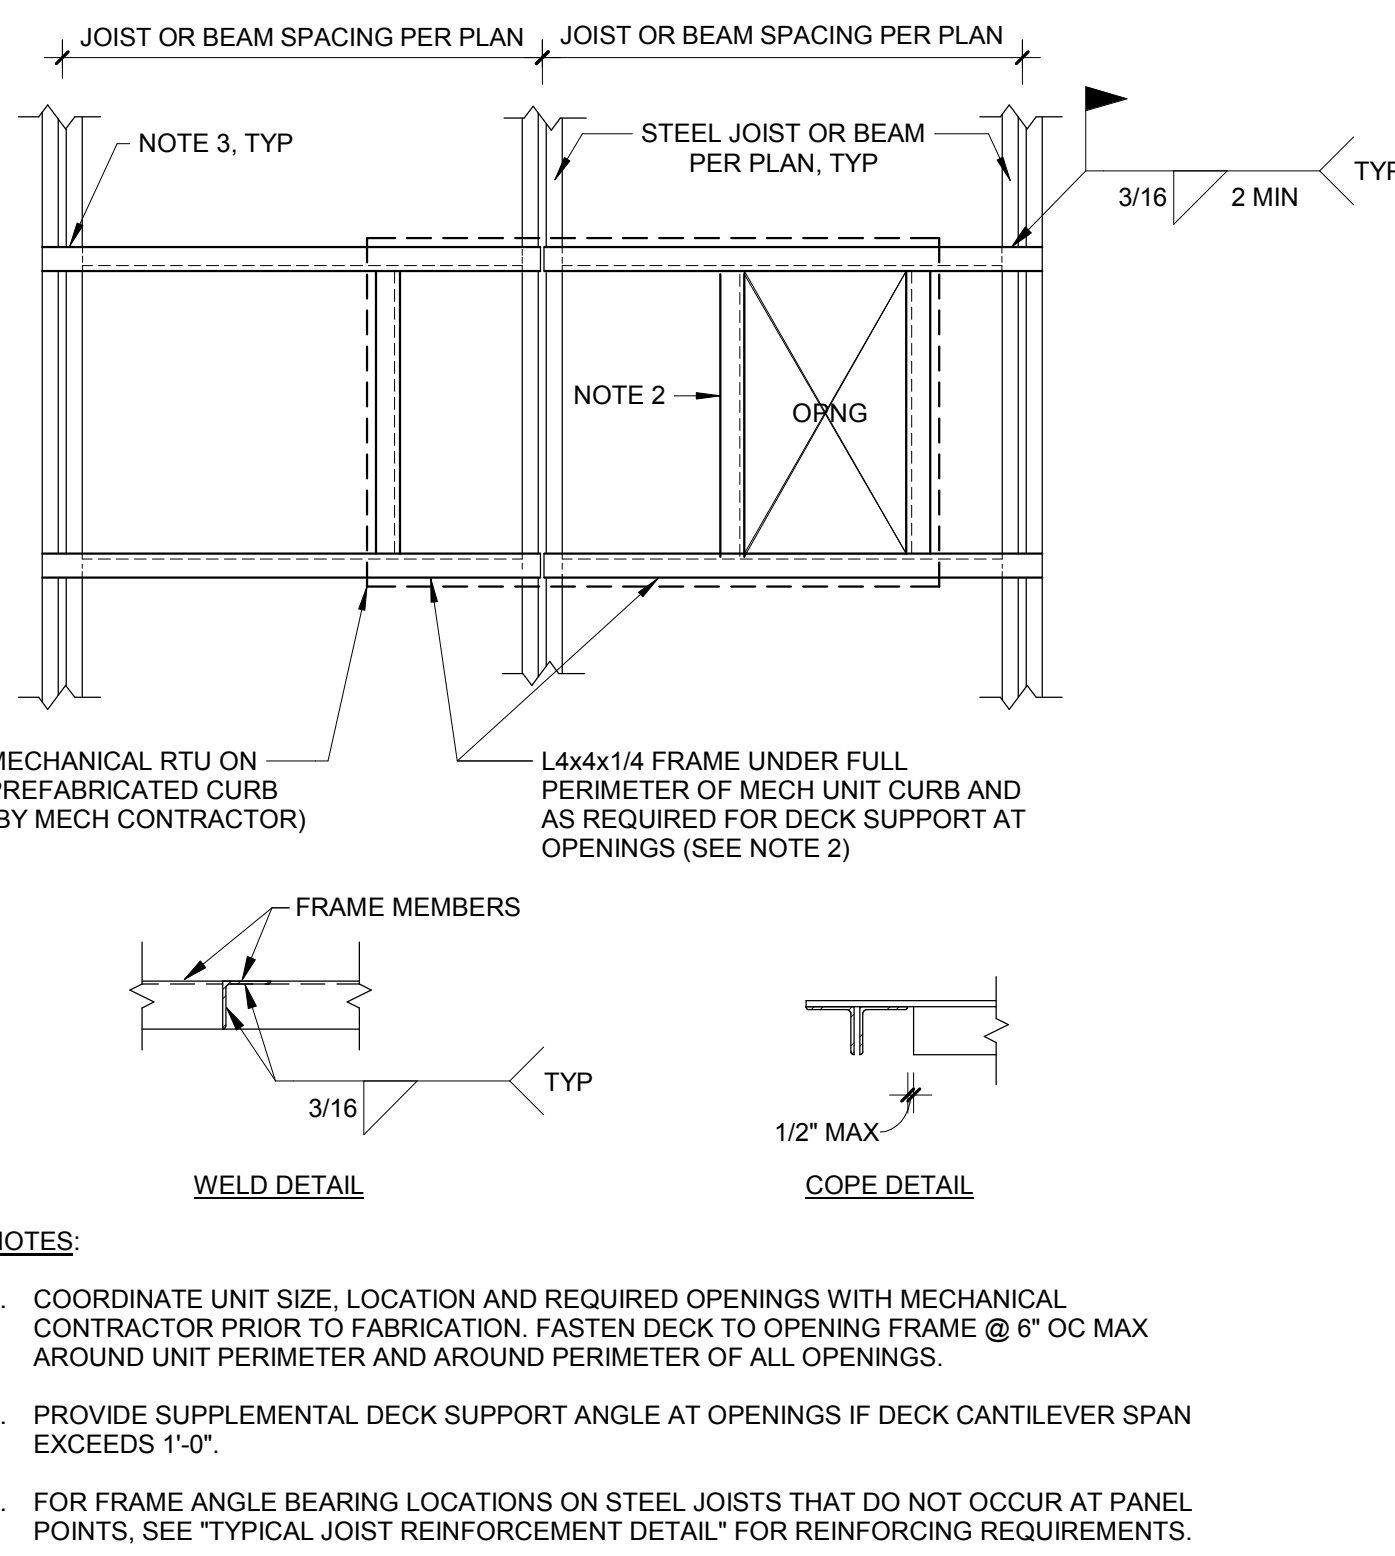 JOIST OR BEAM SPACING PER PLAN
JOIST OR BEAM SPACING PER PLAN
NOTE 3, TYP
STEEL JOIST OR BEAM
PER PLAN, TYP
3/16
2 MIN
TYP
NOTE 2
OPNG
MECHANICAL RTU ON
PREFABRICATED CURB
BY MECH CONTRACTOR)
L4x4x1/4 FRAME UNDER FULL
PERIMETER OF MECH UNIT CURB AND
AS REQUIRED FOR DECK SUPPORT AT
OPENINGS (SEE NOTE 2)
FRAME MEMBERS
3/16
TYP
WELD DETAIL
1/2" MAX
COPE DETAIL
NOTES:
. COORDINATE UNIT SIZE, LOCATION AND REQUIRED OPENINGS WITH MECHANICAL
CONTRACTOR PRIOR TO FABRICATION. FASTEN DECK TO OPENING FRAME @ 6" OC MAX
AROUND UNIT PERIMETER AND AROUND PERIMETER OF ALL OPENINGS.
. PROVIDE SUPPLEMENTAL DECK SUPPORT ANGLE AT OPENINGS IF DECK CANTILEVER SPAN
EXCEEDS 1'-0".
. FOR FRAME ANGLE BEARING LOCATIONS ON STEEL JOISTS THAT DO NOT OCCUR AT PANEL
POINTS, SEE "TYPICAL JOIST REINFORCEMENT DETAIL" FOR REINFORCING REQUIREMENTS.